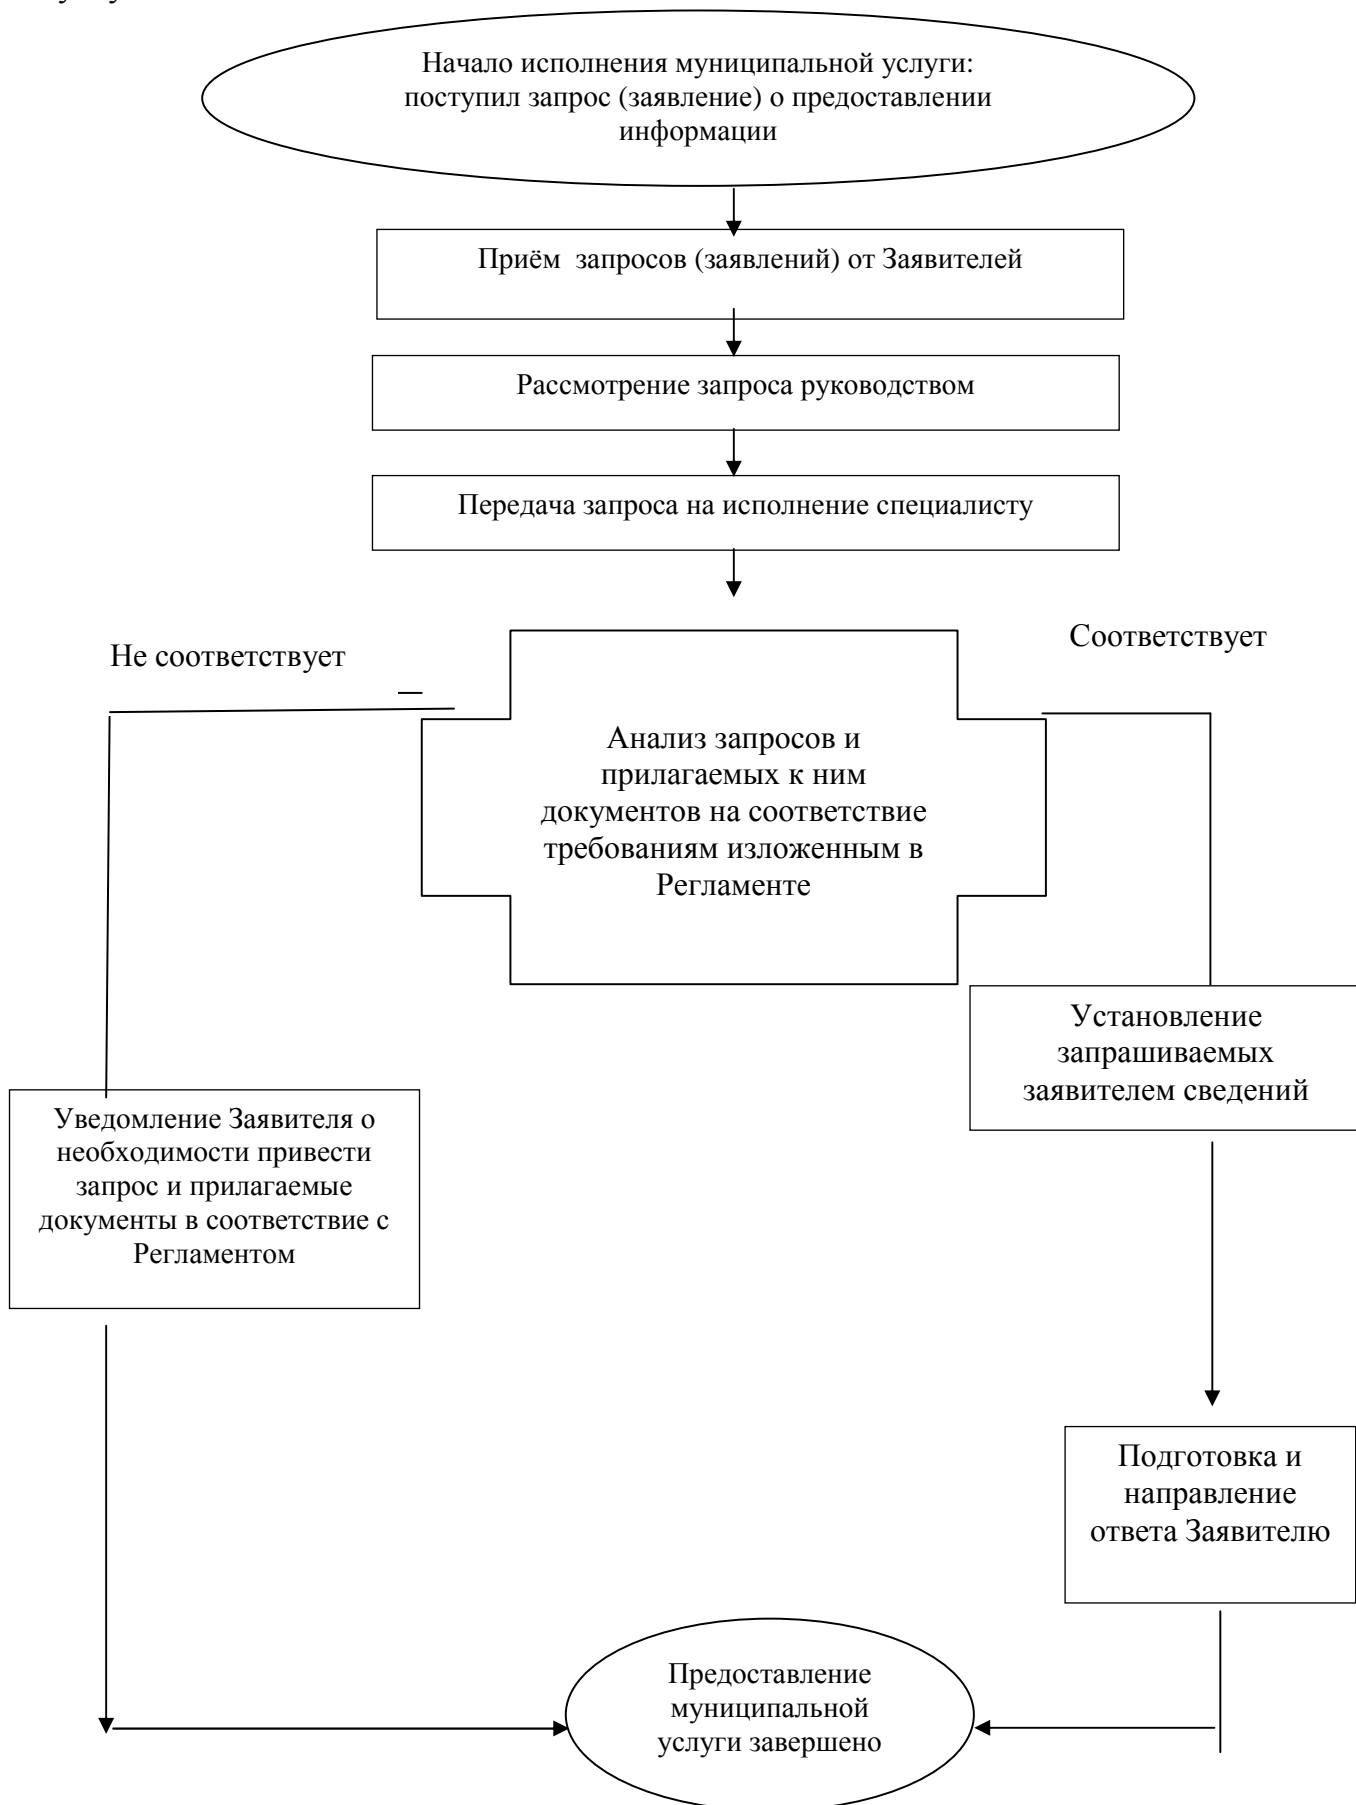 Начало исполнения муниципальной услуги:
поступил запрос (заявление) о предоставлении
информации
Приём запросов (заявлений) от Заявителей
Рассмотрение запроса руководством
Передача запроса на исполнение специалисту
Не соответствует
Соответствует
Анализ запросов и
прилагаемых к ним
документов на соответствие
требованиям изложенным в
Регламенте
Установление
запрашиваемых
заявителем сведений
Уведомление Заявителя о
необходимости привести
запрос и прилагаемые
документы в соответствие с
Регламентом
Подготовка и
направление
ответа Заявителю
Предоставление
муниципальной
услуги завершено